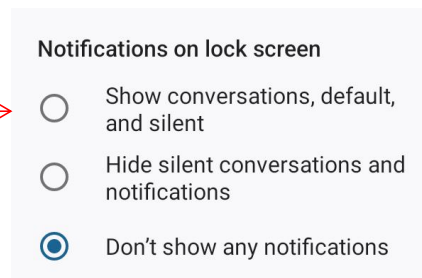 Notifications on lock screen
Show conversations, default,
and silent
Hide silent conversations and
notifications
Don't show any notifications